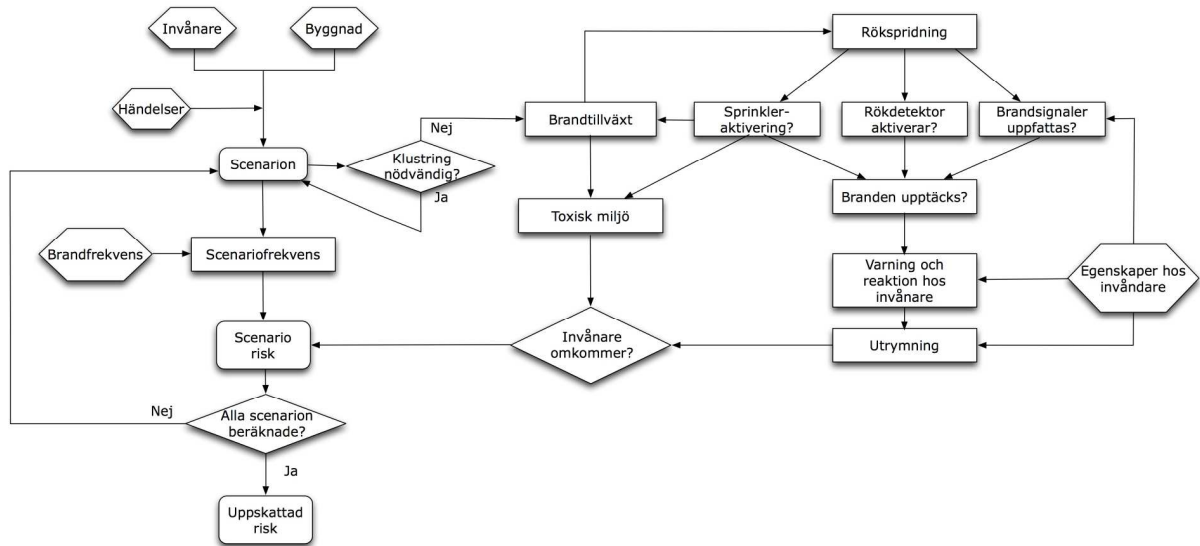 Invånare
Byggnad
Händelser
Scenarion
Klustring
nödvändig?
Nej
Ja
Brandfrekvens
Scenariofrekvens
Scenario
risk
Alla scenarion
beräknade?
Nej
Ja
Uppskattad
risk
Rökspridning
Brandtillväxt
Sprinkler-
aktivering?
Rökdetektor
aktiverar?
Brandsignaler
uppfattas?
Toxisk miljö
Branden upptäcks?
Varning och
reaktion hos
invånare
Egenskaper hos
invåndare
Invånare
omkommer?
Utrymning